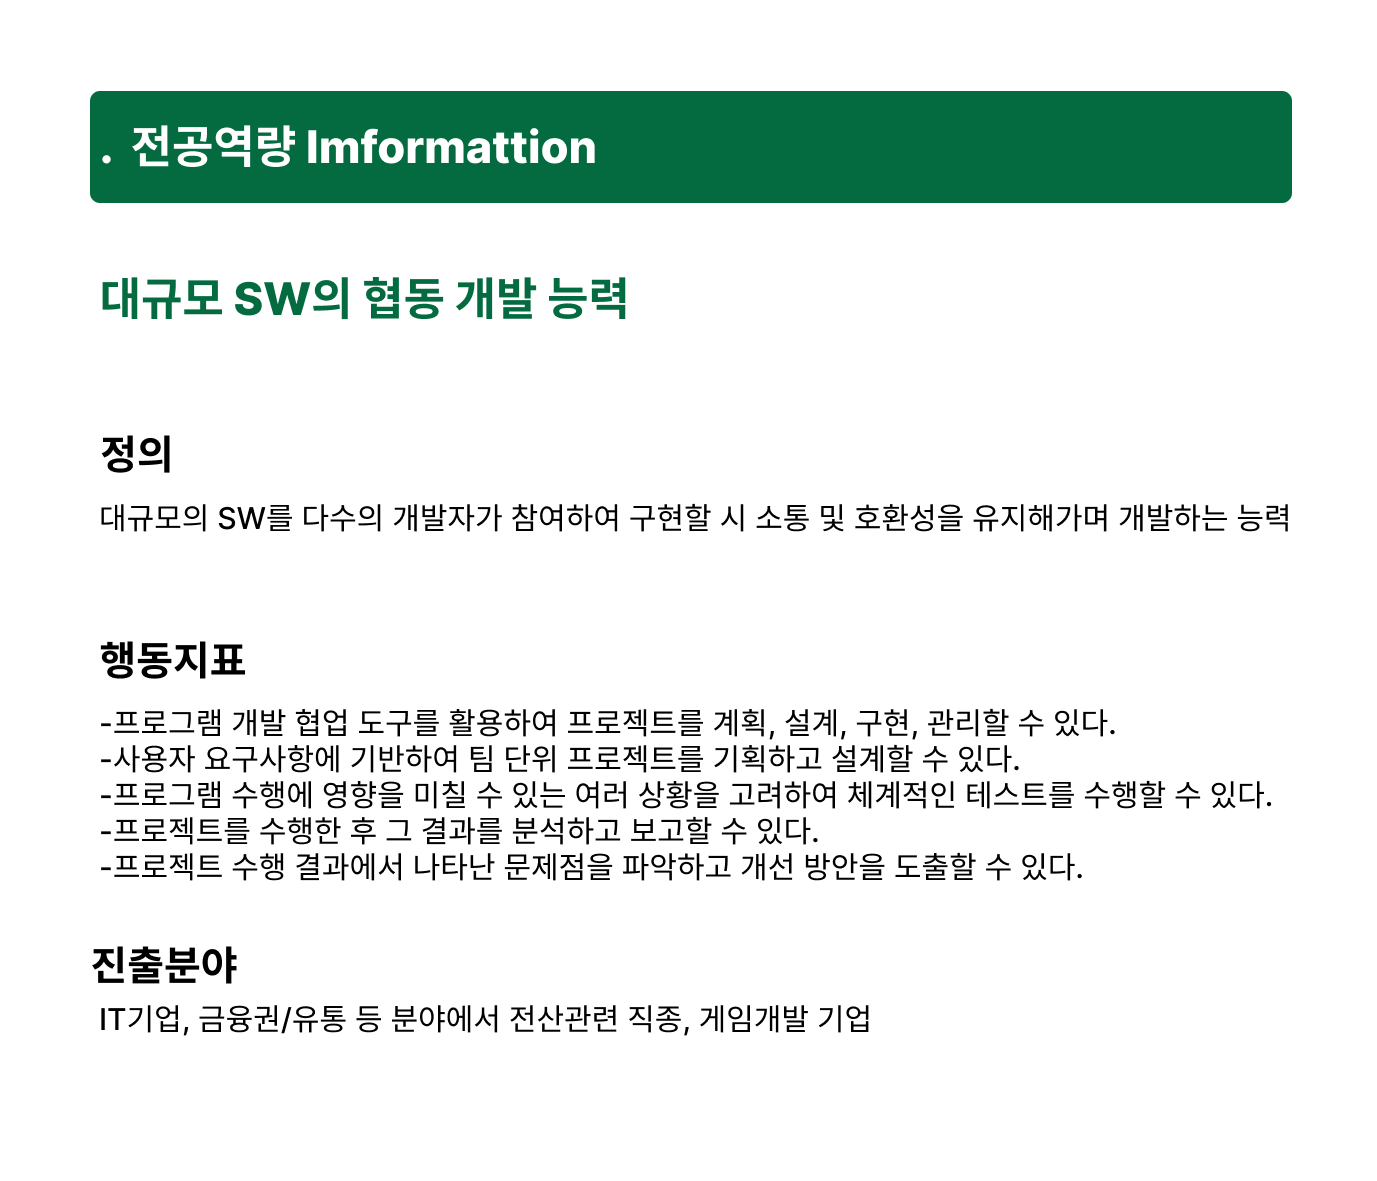 . 전공역량 Imformattion
대규모 SW의 협동 개발 능력
정의
대규모의 SW를 다수의 개발자가 참여하여 구현할 시 소통 및 호환성을 유지해가며 개발하는 능력
행동지표
-프로그램 개발 협업 도구를 활용하여 프로젝트를 계획, 설계, 구현, 관리할 수 있다.
-사용자 요구사항에 기반하여 팀 단위 프로젝트를 기획하고 설계할 수 있다.
-프로그램 수행에 영향을 미칠 수 있는 여러 상황을 고려하여 체계적인 테스트를 수행할 수 있다.
-프로젝트를 수행한 후 그 결과를 분석하고 보고할 수 있다.
-프로젝트 수행 결과에서 나타난 문제점을 파악하고 개선 방안을 도출할 수 있다.
진출분야
IT기업, 금융권/유통 등 분야에서 전산관련 직종, 게임개발 기업